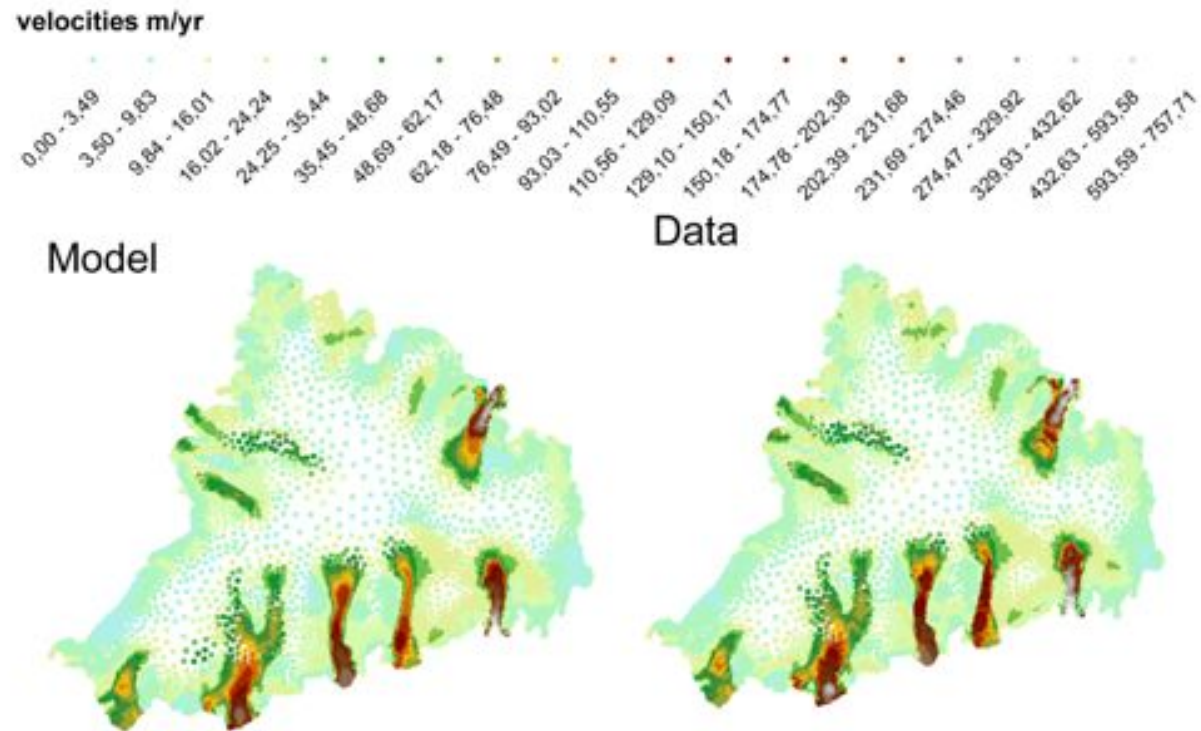 velocities m/yr
0,00 - 3,49
3,50 - 9,83
9,84 - 16,01
16,02 - 24,24
24,25 - 35,44
35,45 - 48,68
48,69 - 62,17
62,18 - 76,48
76,49 - 93,02
93,03 - 110,55
110,56 - 129,09
129,10 - 150,17
150,18 - 174,77
174,78 - 202,38
202,39 - 231,68
231,69 - 274,46
274,47 - 329,92
329,93 - 432,62
432,63 - 593,58
593,59 - 757,71
Model
Data